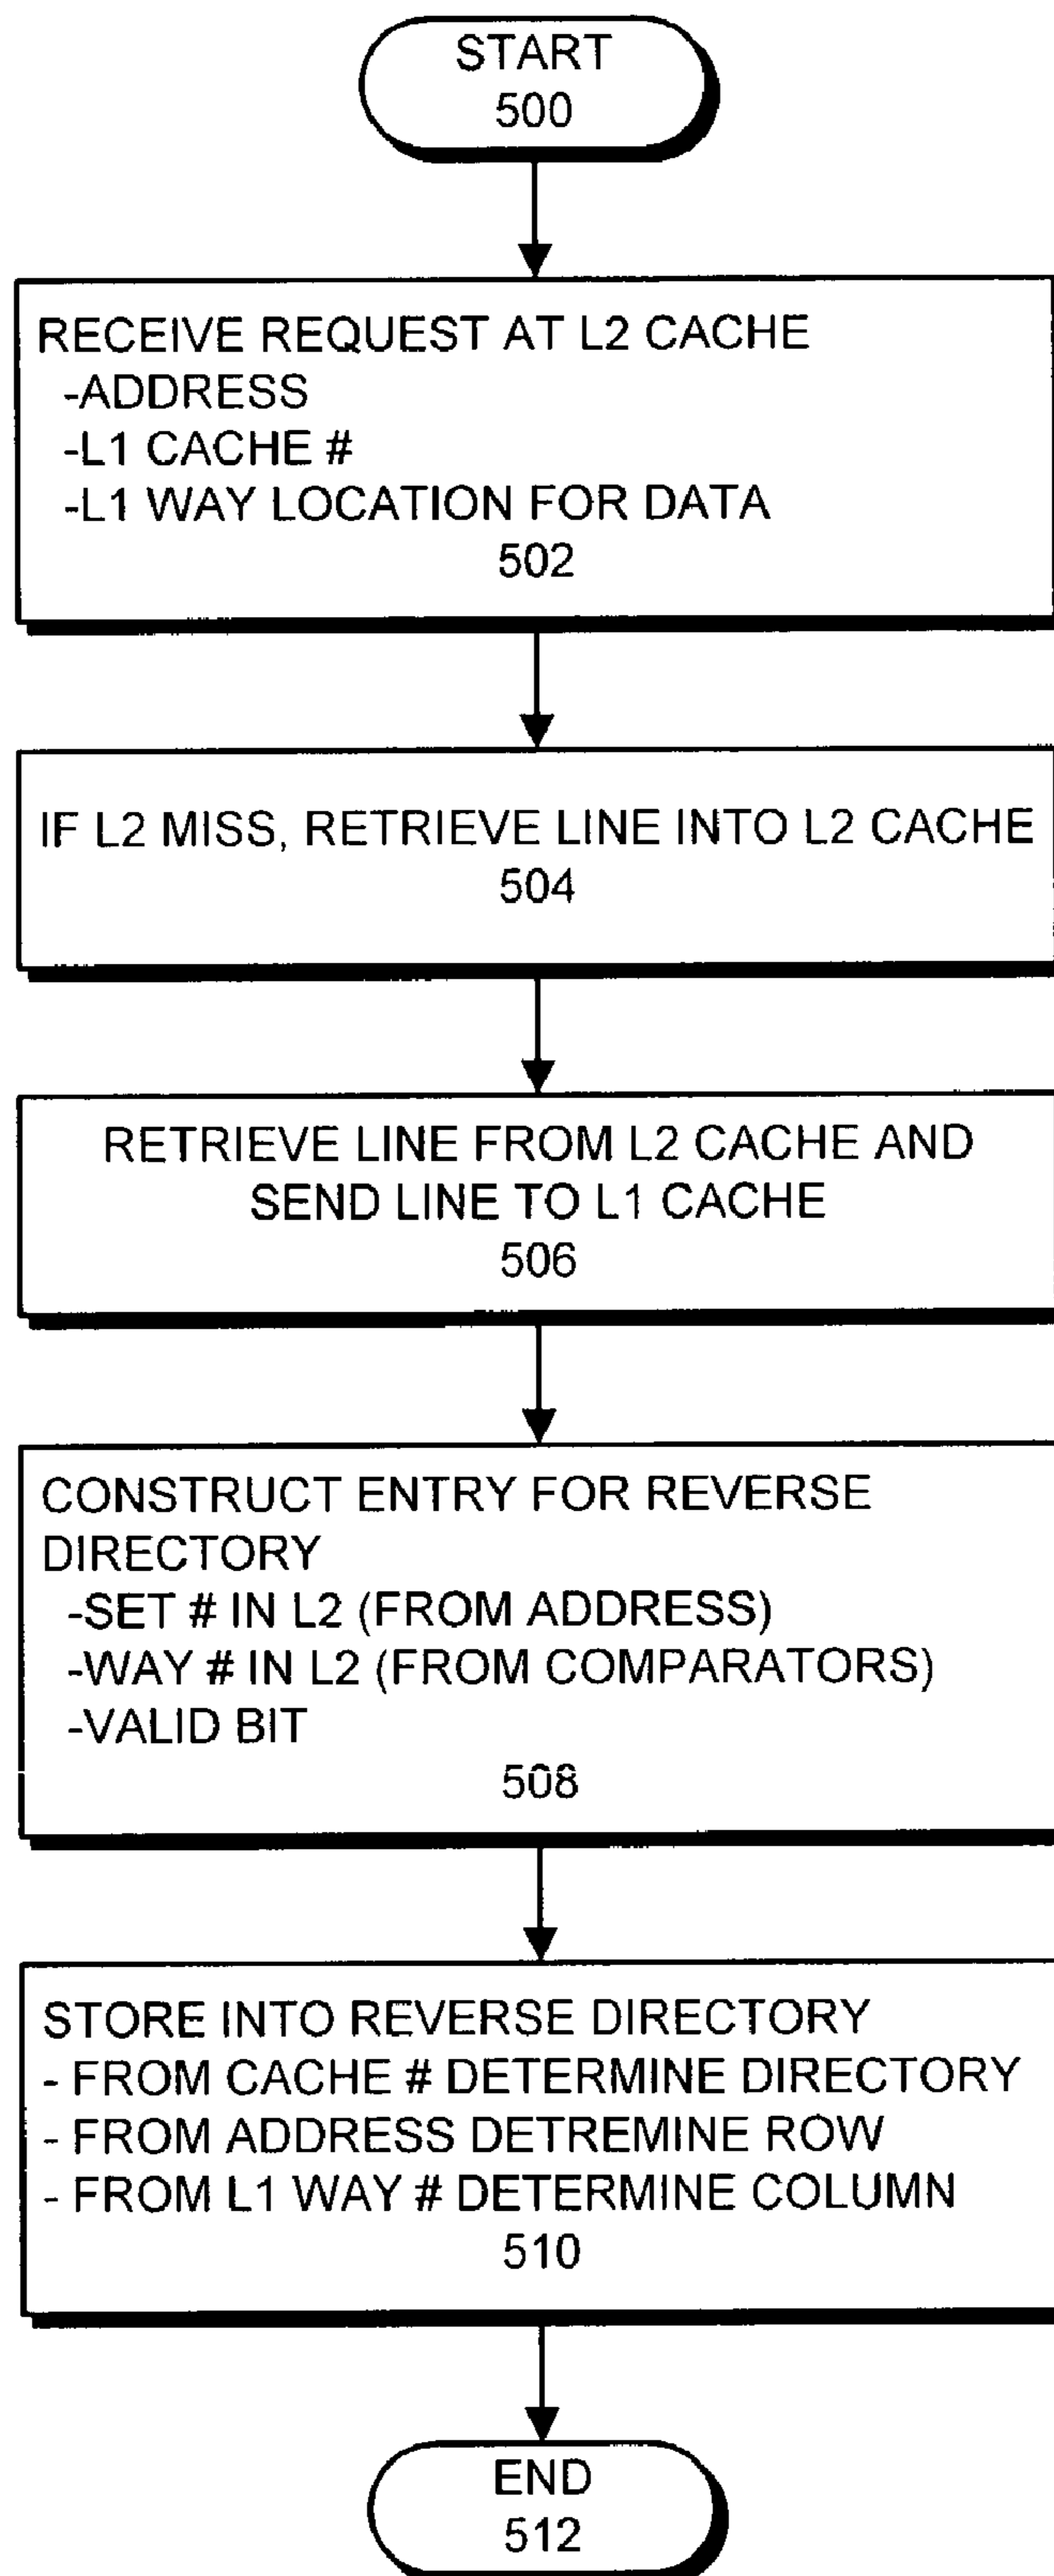 START
500
RECEIVE REQUEST AT L2 CACHE
-ADDRESS
-L1 CACHE #
-L1 WAY LOCATION FOR DATA
502
IF L2 MISS, RETRIEVE LINE INTO L2 CACHE
504
RETRIEVE LINE FROM L2 CACHE AND
SEND LINE TO L1 CACHE
506
CONSTRUCT ENTRY FOR REVERSE
DIRECTORY
-SET # IN L2 (FROM ADDRESS)
-WAY # IN L2 (FROM COMPARATORS)
-VALID BIT
508
STORE INTO REVERSE DIRECTORY
- FROM CACHE # DETERMINE DIRECTORY
- FROM ADDRESS DETREMINE ROW
- FROM L1 WAY # DETERMINE COLUMN
510
END
512